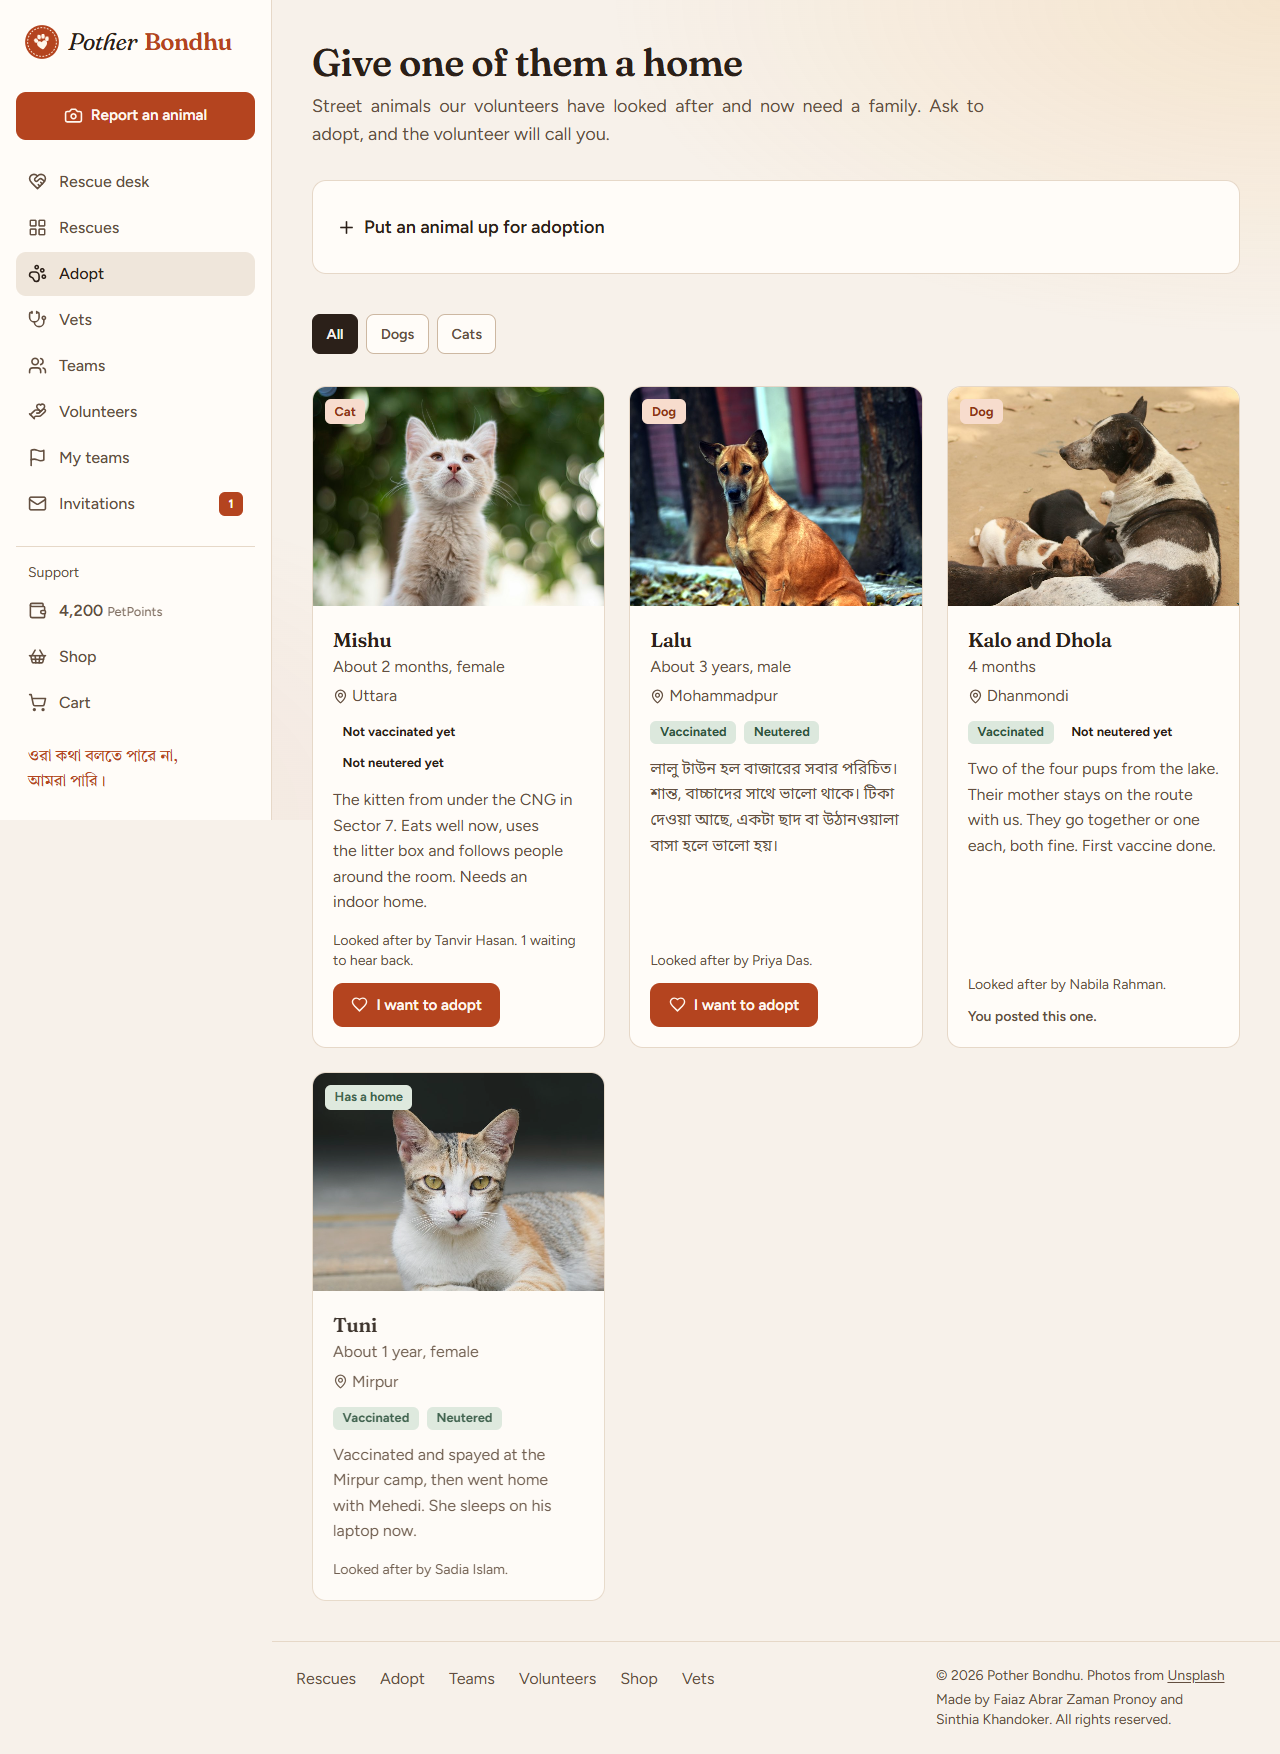 Pother Bondhu
Report an animal
Rescue desk
Rescues
Adopt
Vets
Teams
Volunteers
My teams
Invitations 1
Support
4,200 PetPoints
Shop
Cart
ওরা কথা বলতে পারে না,
আমরা পারি।
Give one of them a home
Street animals our volunteers have looked after and now need a family. Ask to
adopt, and the volunteer will call you.
Put an animal up for adoption
All Dogs Cats
Cat
Mishu
About 2 months, female
Uttara
Not vaccinated yet
Not neutered yet
The kitten from under the CNG in
Sector 7. Eats well now, uses
the litter box and follows people
around the room. Needs an
indoor home.
Looked after by Tanvir Hasan. 1 waiting
to hear back.
I want to adopt
Dog
Lalu
About 3 years, male
Mohammadpur
Vaccinated Neutered
লালু টাউন হল বাজারের সবার পরিচিত।
শান্ত, বাচ্চাদের সাথে ভালো থাকে। টিকা
দেওয়া আছে, একটা ছাদ বা উঠানওয়ালা
বাসা হলে ভালো হয়।
Looked after by Priya Das.
I want to adopt
Dog
Kalo and Dhola
4 months
Dhanmondi
Vaccinated Not neutered yet
Two of the four pups from the lake.
Their mother stays on the route
with us. They go together or one
each, both fine. First vaccine done.
Looked after by Nabila Rahman.
You posted this one.
Has a home
Tuni
About 1 year, female
Mirpur
Vaccinated Neutered
Vaccinated and spayed at the
Mirpur camp, then went home
with Mehedi. She sleeps on his
laptop now.
Looked after by Sadia Islam.
Rescues Adopt Teams Volunteers Shop Vets
© 2026 Pother Bondhu. Photos from Unsplash
Made by Faiaz Abrar Zaman Pronoy and
Sinthia Khandoker. All rights reserved.